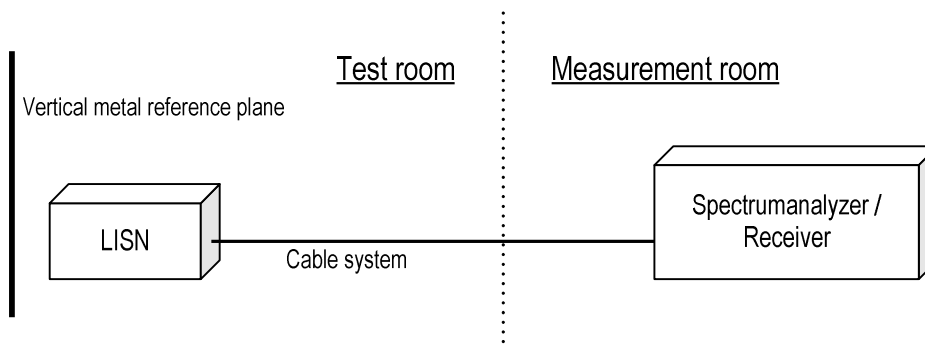 Test room
Measurement room
Vertical metal reference plane
LISN
Cable system
Spectrumanalyzer /
Receiver